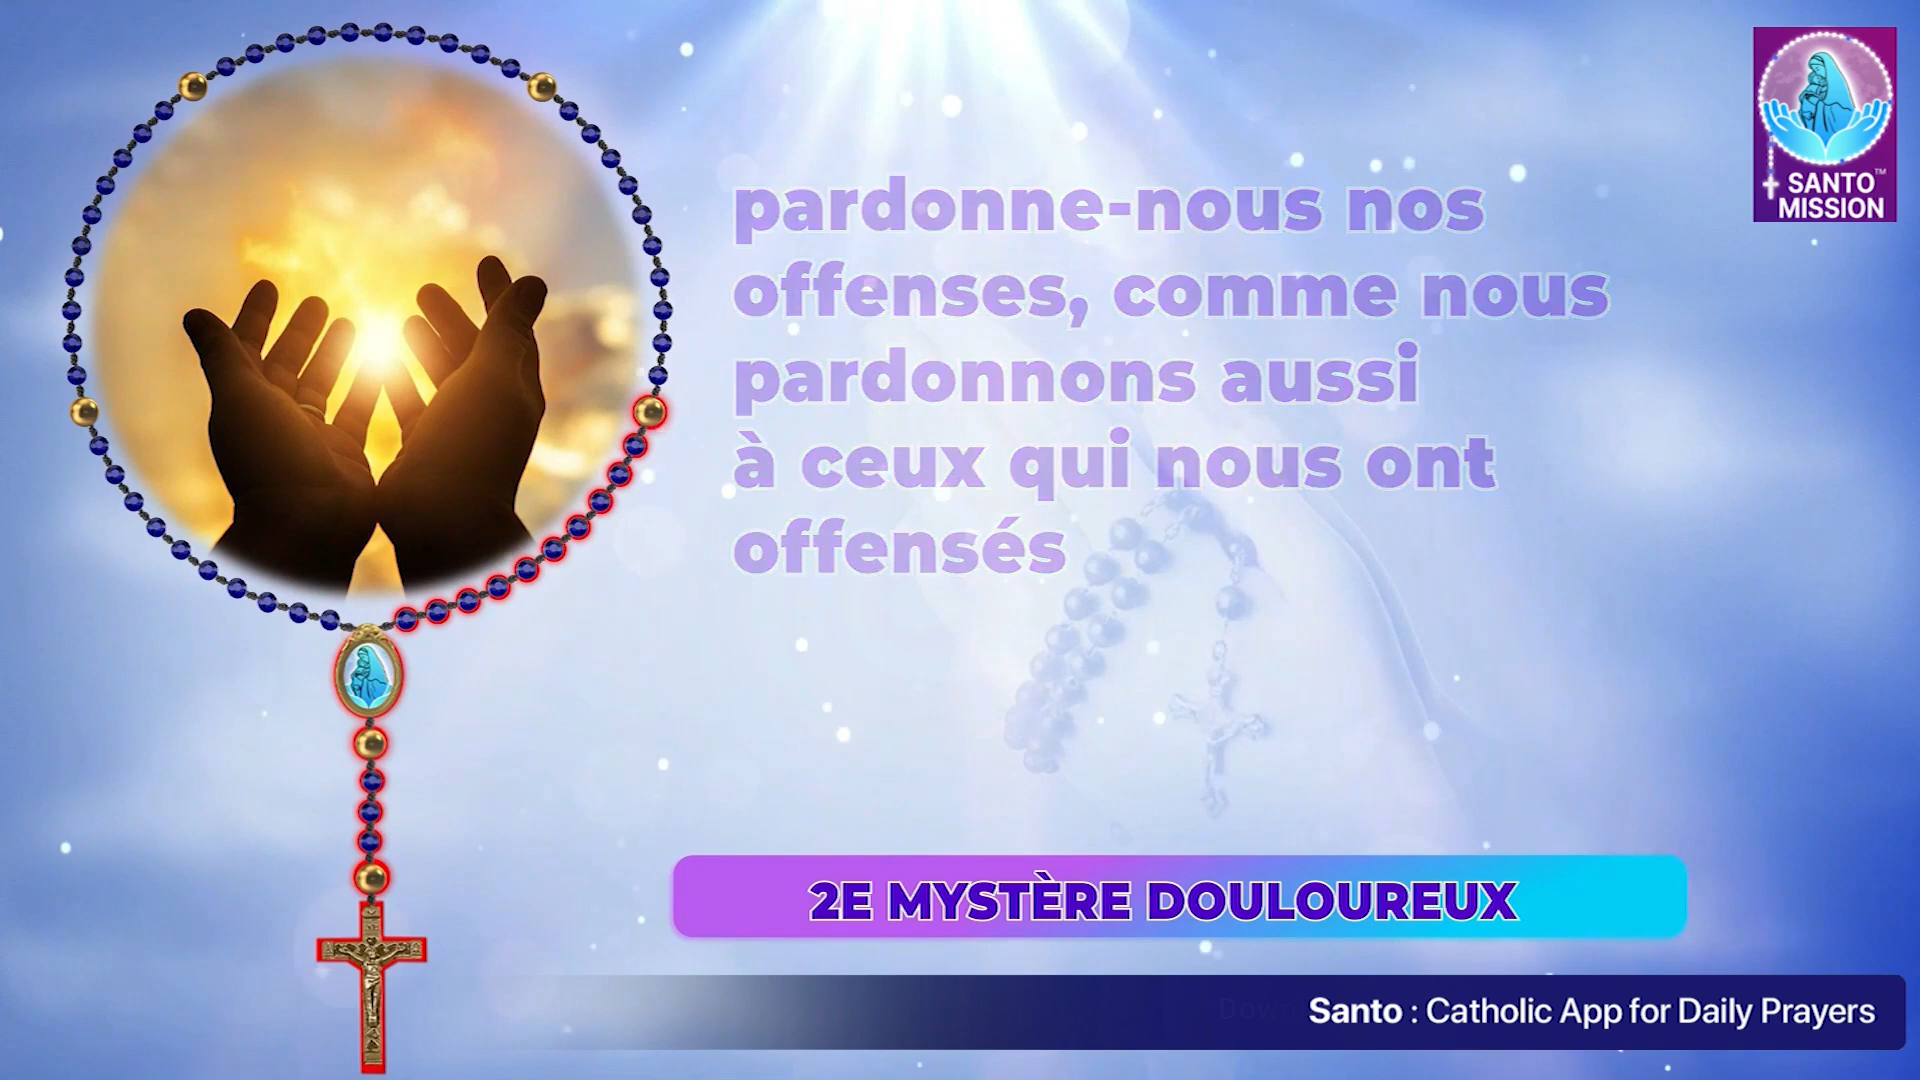 pardonne-nous nos
offenses, comme nous
pardonnons aussi
à ceux qui nous ont
offensés
SANTO™
MISSION
2E MYSTÈRE DOULOUREUX
Santo : Catholic App for Daily Prayers